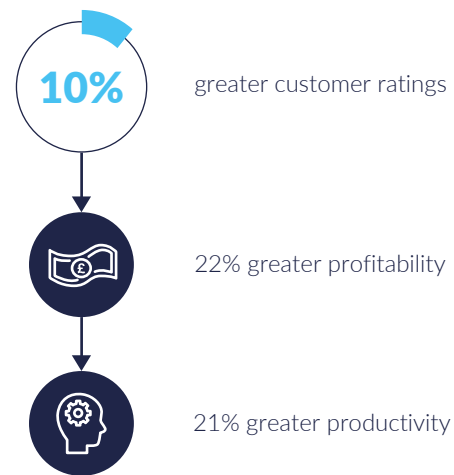 10%
greater customer ratings
£
22% greater profitability
21% greater productivity